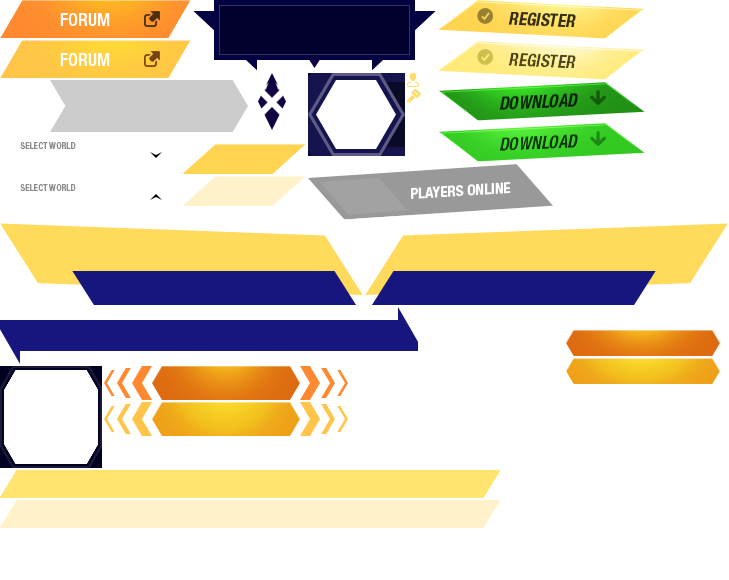 FORUM
REGISTER
FORUM
REGISTER
DOWNLOAD
DOWNLOAD
SELECT WORLD
SELECT WORLD
PLAYERS ONLINE